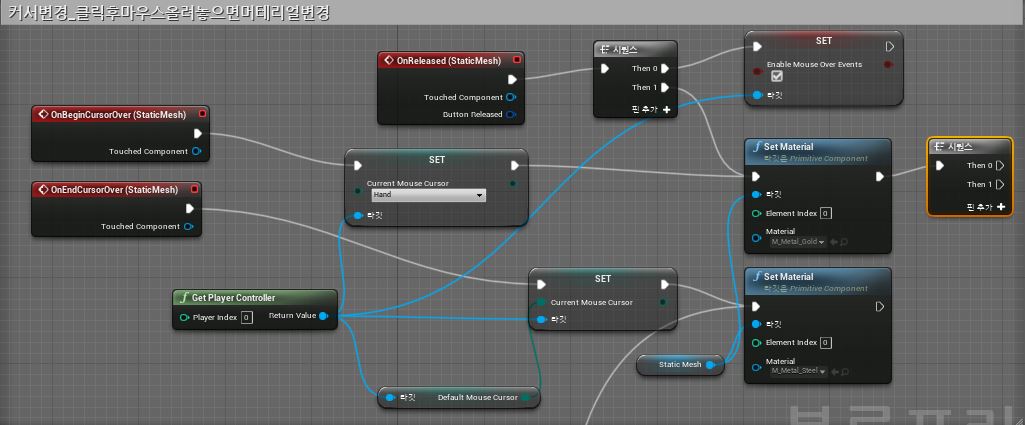 커서변경_클릭후마우스올려놓으면머테리얼변경
OnReleased (StaticMesh)
Touched Component
Button Released
시퀀스
Then 0
Then 1
핀 추가
SET
Enable Mouse Over Events
타깃
OnBeginCursorOver (StaticMesh)
Touched Component
OnEndCursorOver (StaticMesh)
Touched Component
SET
Current Mouse Cursor
Hand
타깃
Set Material
타깃은 Primitive Component
타깃
Element Index 0
Material
M_Metal_Gold
시퀀스
Then 0
Then 1
핀 추가
Get Player Controller
Player Index 0
Return Value
SET
Current Mouse Cursor
타깃
Set Material
타깃은 Primitive Component
타깃
Element Index 0
Material
M_Metal_Steel
Static Mesh
타깃
Default Mouse Cursor